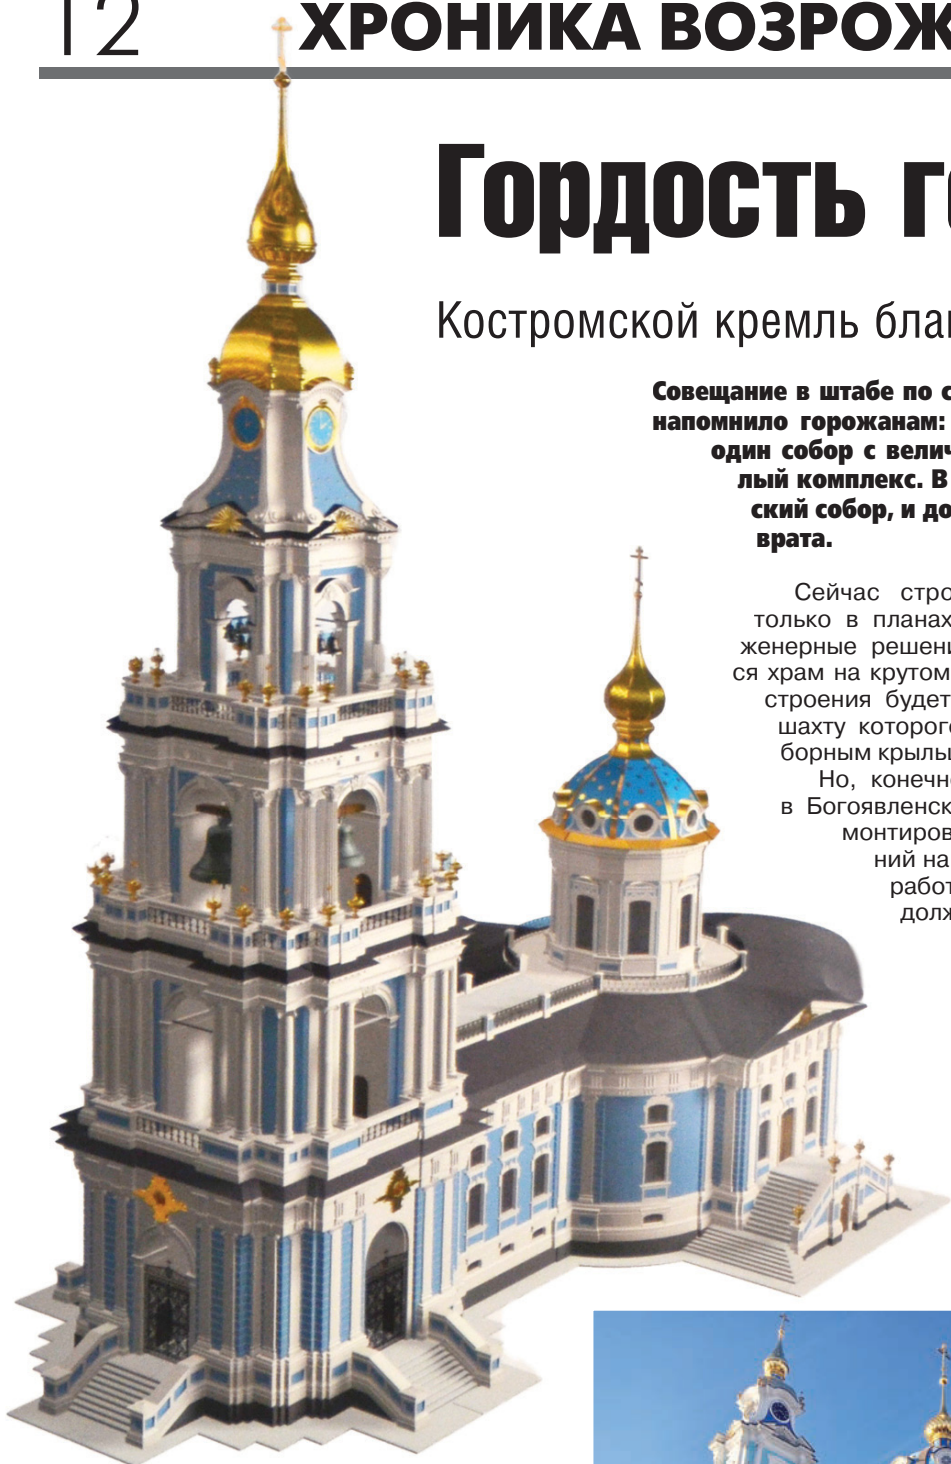 12
ХРОНИКА ВОЗРОЖ
Гордость г
Костромской кремль бла
Совещание в штабе по с
напомнило горожанам:
один собор с велич
лый комплекс. В
ский собор, и до
врата.
Сейчас стро
только в планах
женерные решени
ся храм на крутом
строения будет
шахту которого
борным крыль
Но, конечн
в Богоявленск
монтиров
ний на
работ
долж